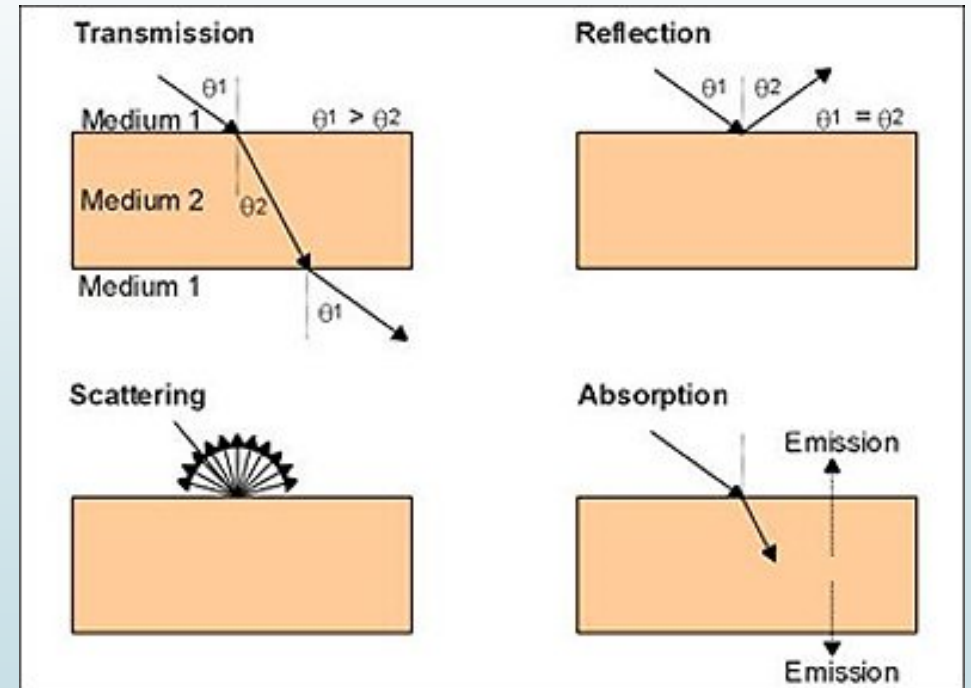 Transmission
θ1
Medium 1
θ1 > θ2
Medium 2
θ2
Medium 1
θ1
Reflection
θ1 θ2
θ1 = θ2
Scattering
Absorption
Emission
Emission